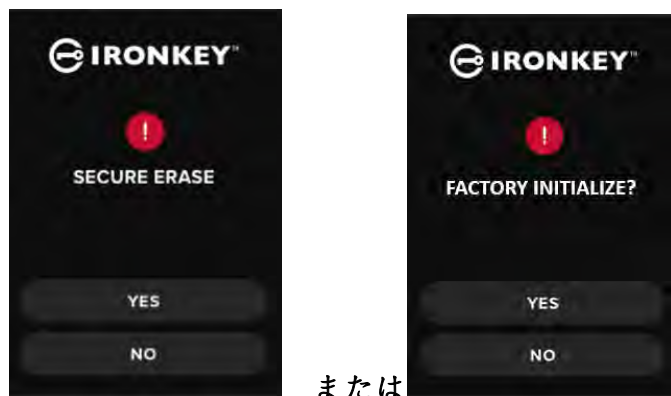 IRONKEY™
SECURE ERASE
YES
NO
または
IRONKEY™
FACTORY INITIALIZE?
YES
NO